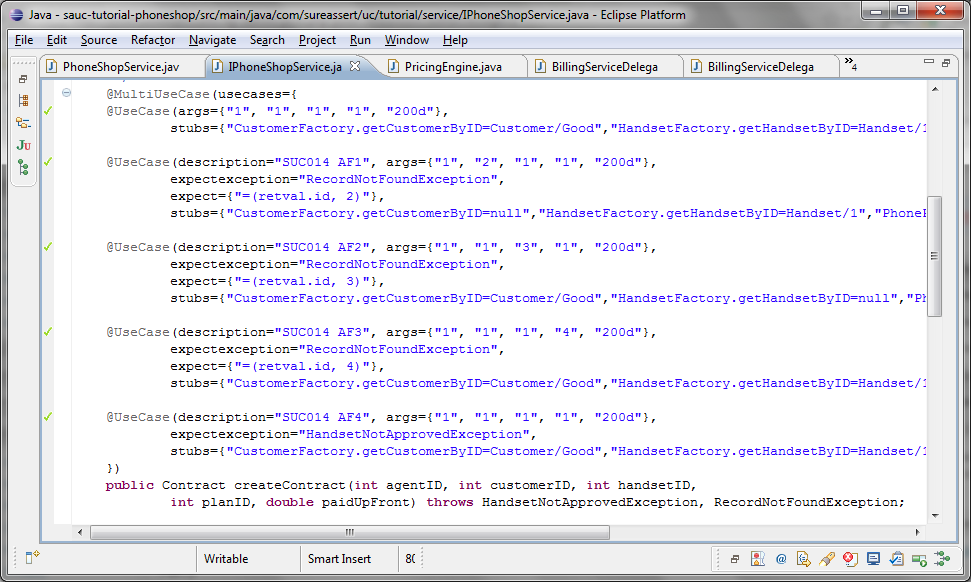 Java - sauc-tutorial-phoneshop/src/main/java/com/sureassert/uc/tutorial/service/IPhoneShopService.java - Eclipse Platform
File Edit Source Refactor Navigate Search Project Run Window Help
PhoneShopService.jav IPhoneShopService.ja PricingEngine.java BillingServiceDelega BillingServiceDelega »4
@MultiUseCase(usecases={
@UseCase(args={"1", "1", "1", "1", "200d"},
stubs={"CustomerFactory.getCustomerByID=Customer/Good","HandsetFactory.getHandsetByID=Handset/1
@UseCase(description="SUC014 AF1", args={"1", "2", "1", "1", "200d"},
expectexception="RecordNotFoundException",
expect={"=(retval.id, 2)"},
stubs={"CustomerFactory.getCustomerByID=null","HandsetFactory.getHandsetByID=Handset/1","PhoneP
@UseCase(description="SUC014 AF2", args={"1", "1", "3", "1", "200d"},
expectexception="RecordNotFoundException",
expect={"=(retval.id, 3)"},
stubs={"CustomerFactory.getCustomerByID=Customer/Good","HandsetFactory.getHandsetByID=null","Ph
@UseCase(description="SUC014 AF3", args={"1", "1", "1", "4", "200d"},
expectexception="RecordNotFoundException",
expect={"=(retval.id, 4)"},
stubs={"CustomerFactory.getCustomerByID=Customer/Good","HandsetFactory.getHandsetByID=Handset/1
@UseCase(description="SUC014 AF4", args={"1", "1", "1", "1", "200d"},
expectexception="HandsetNotApprovedException",
stubs={"CustomerFactory.getCustomerByID=Customer/Good","HandsetFactory.getHandsetByID=Handset/1
})
public Contract createContract(int agentID, int customerID, int handsetID,
int planID, double paidUpFront) throws HandsetNotApprovedException, RecordNotFoundException;
Writable Smart Insert 80